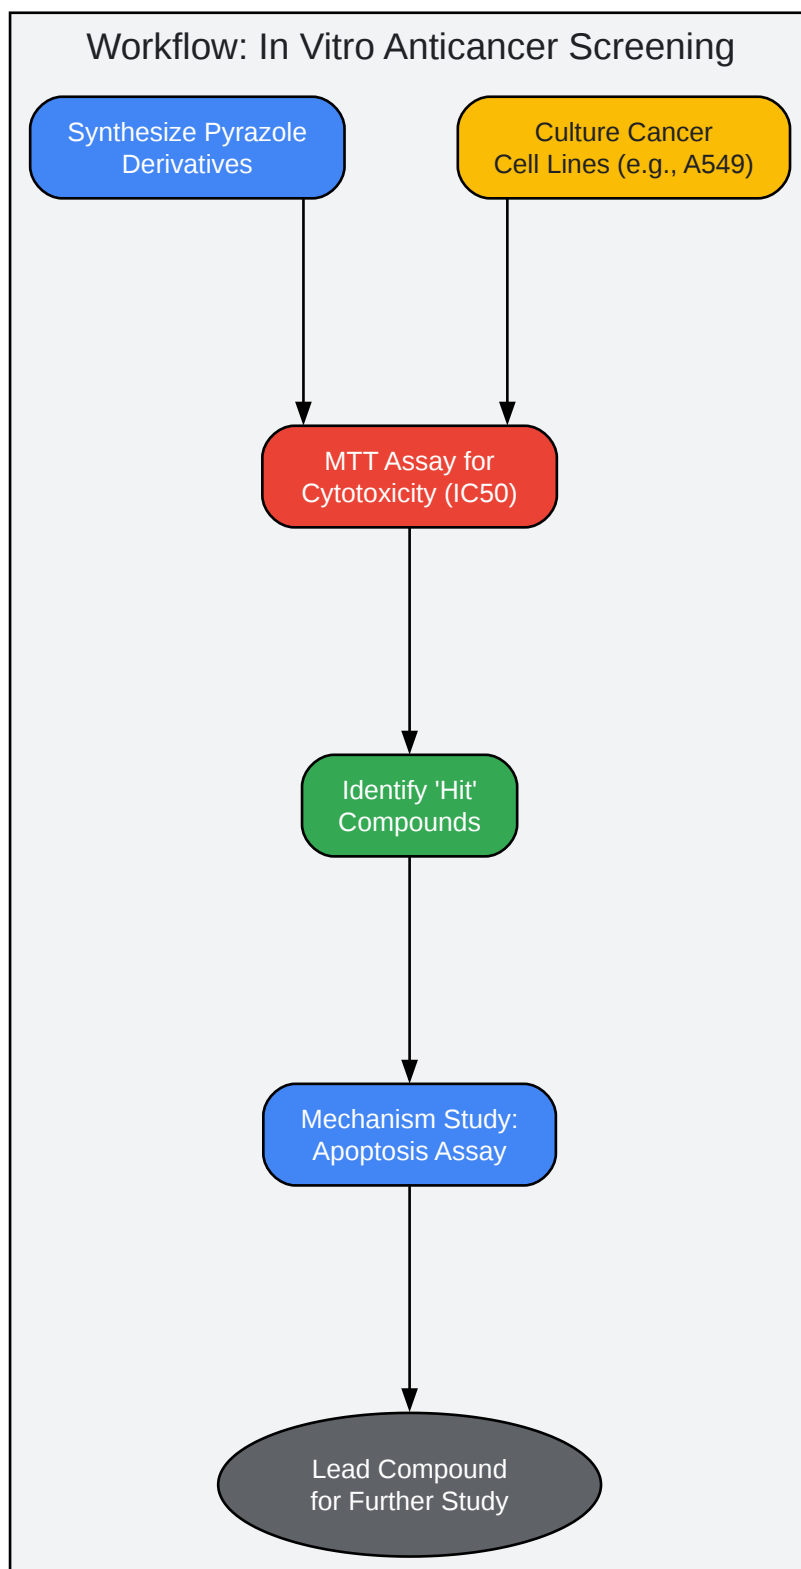 Workflow: In Vitro Anticancer Screening
Synthesize Pyrazole
Derivatives
Culture Cancer
Cell Lines (e.g., A549)
MTT Assay for
Cytotoxicity (IC50)
Identify 'Hit'
Compounds
Mechanism Study:
Apoptosis Assay
Lead Compound
for Further Study